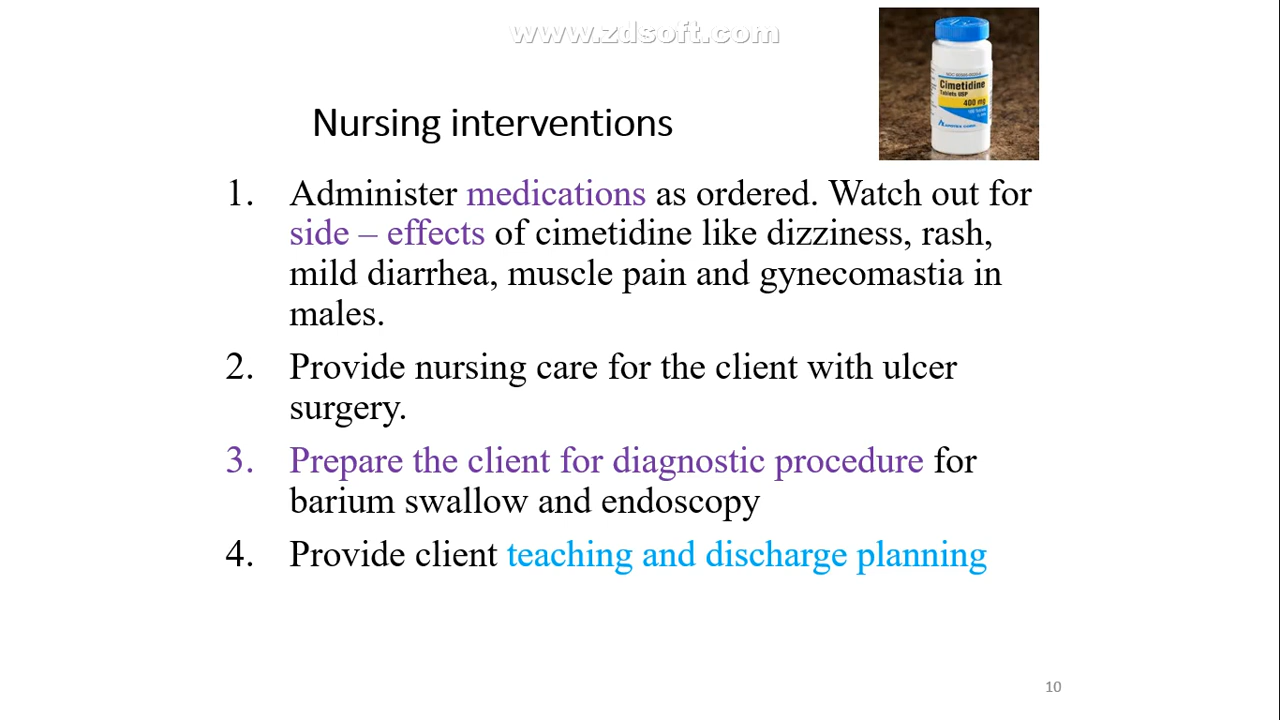 www.zdsoft.com
Cimetidine
Tablets USP
400 mg
Nursing interventions
1. Administer medications as ordered. Watch out for
side – effects of cimetidine like dizziness, rash,
mild diarrhea, muscle pain and gynecomastia in
males.
2. Provide nursing care for the client with ulcer
surgery.
3. Prepare the client for diagnostic procedure for
barium swallow and endoscopy
4. Provide client teaching and discharge planning
10